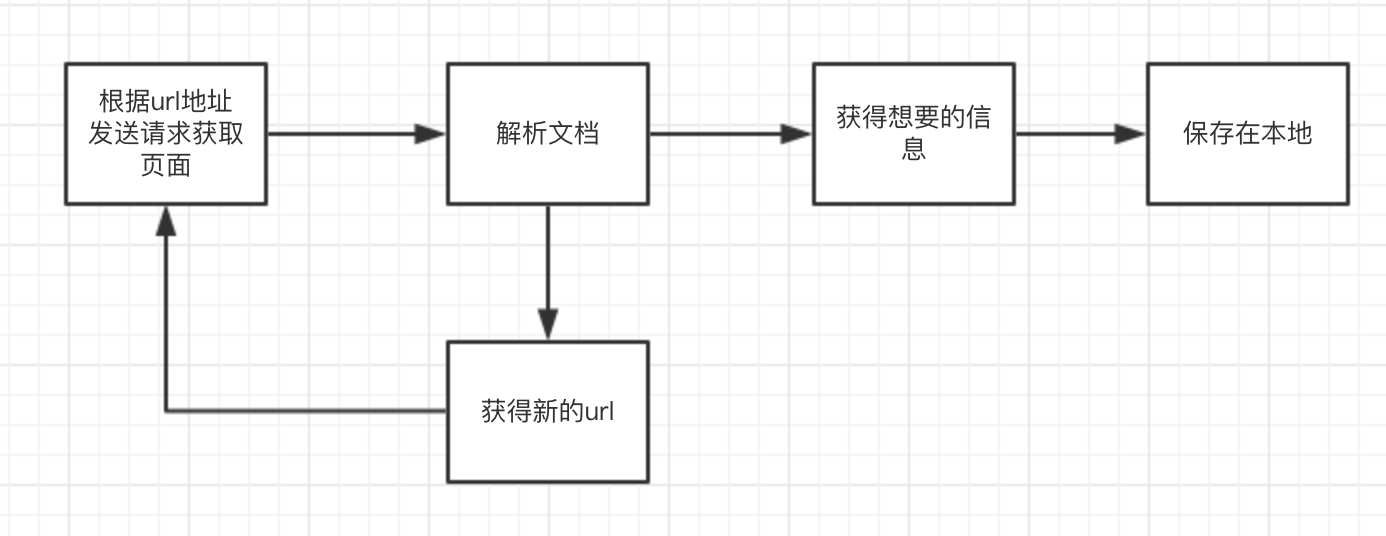 根据url地址
发送请求获取
页面
解析文档
获得想要的信
息
保存在本地
获得新的url